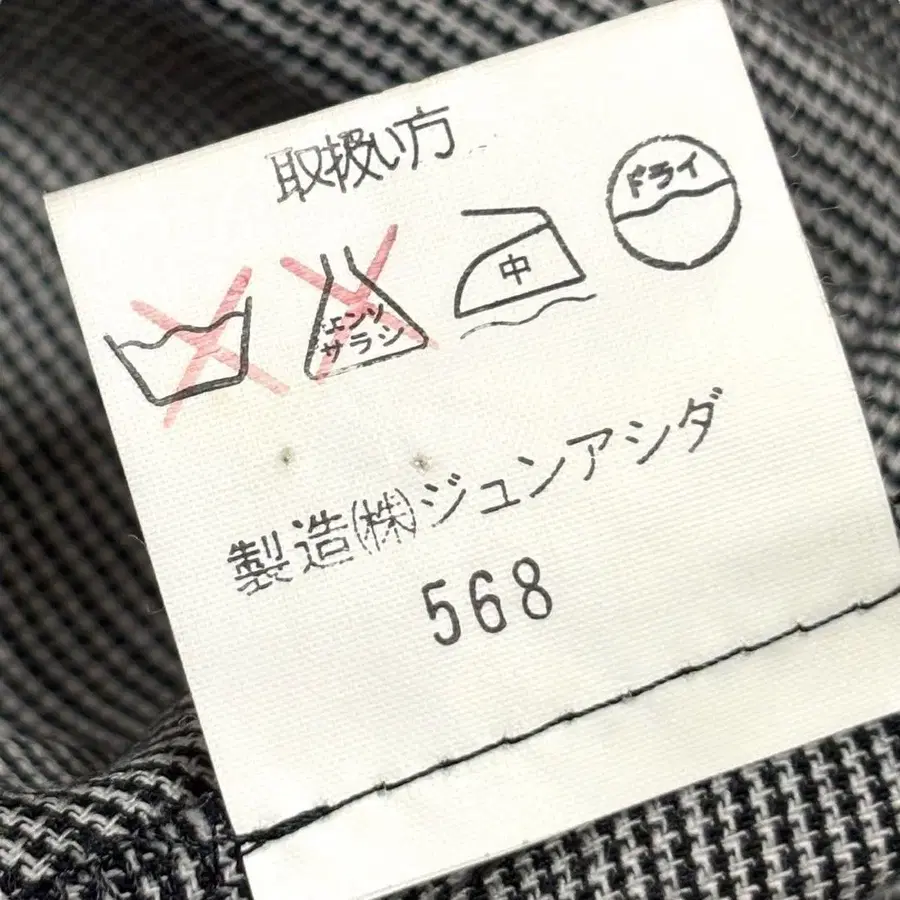 取扱い方
エンソ
サラシ
中
ドライ
製造㈱ジュンアシダ
568